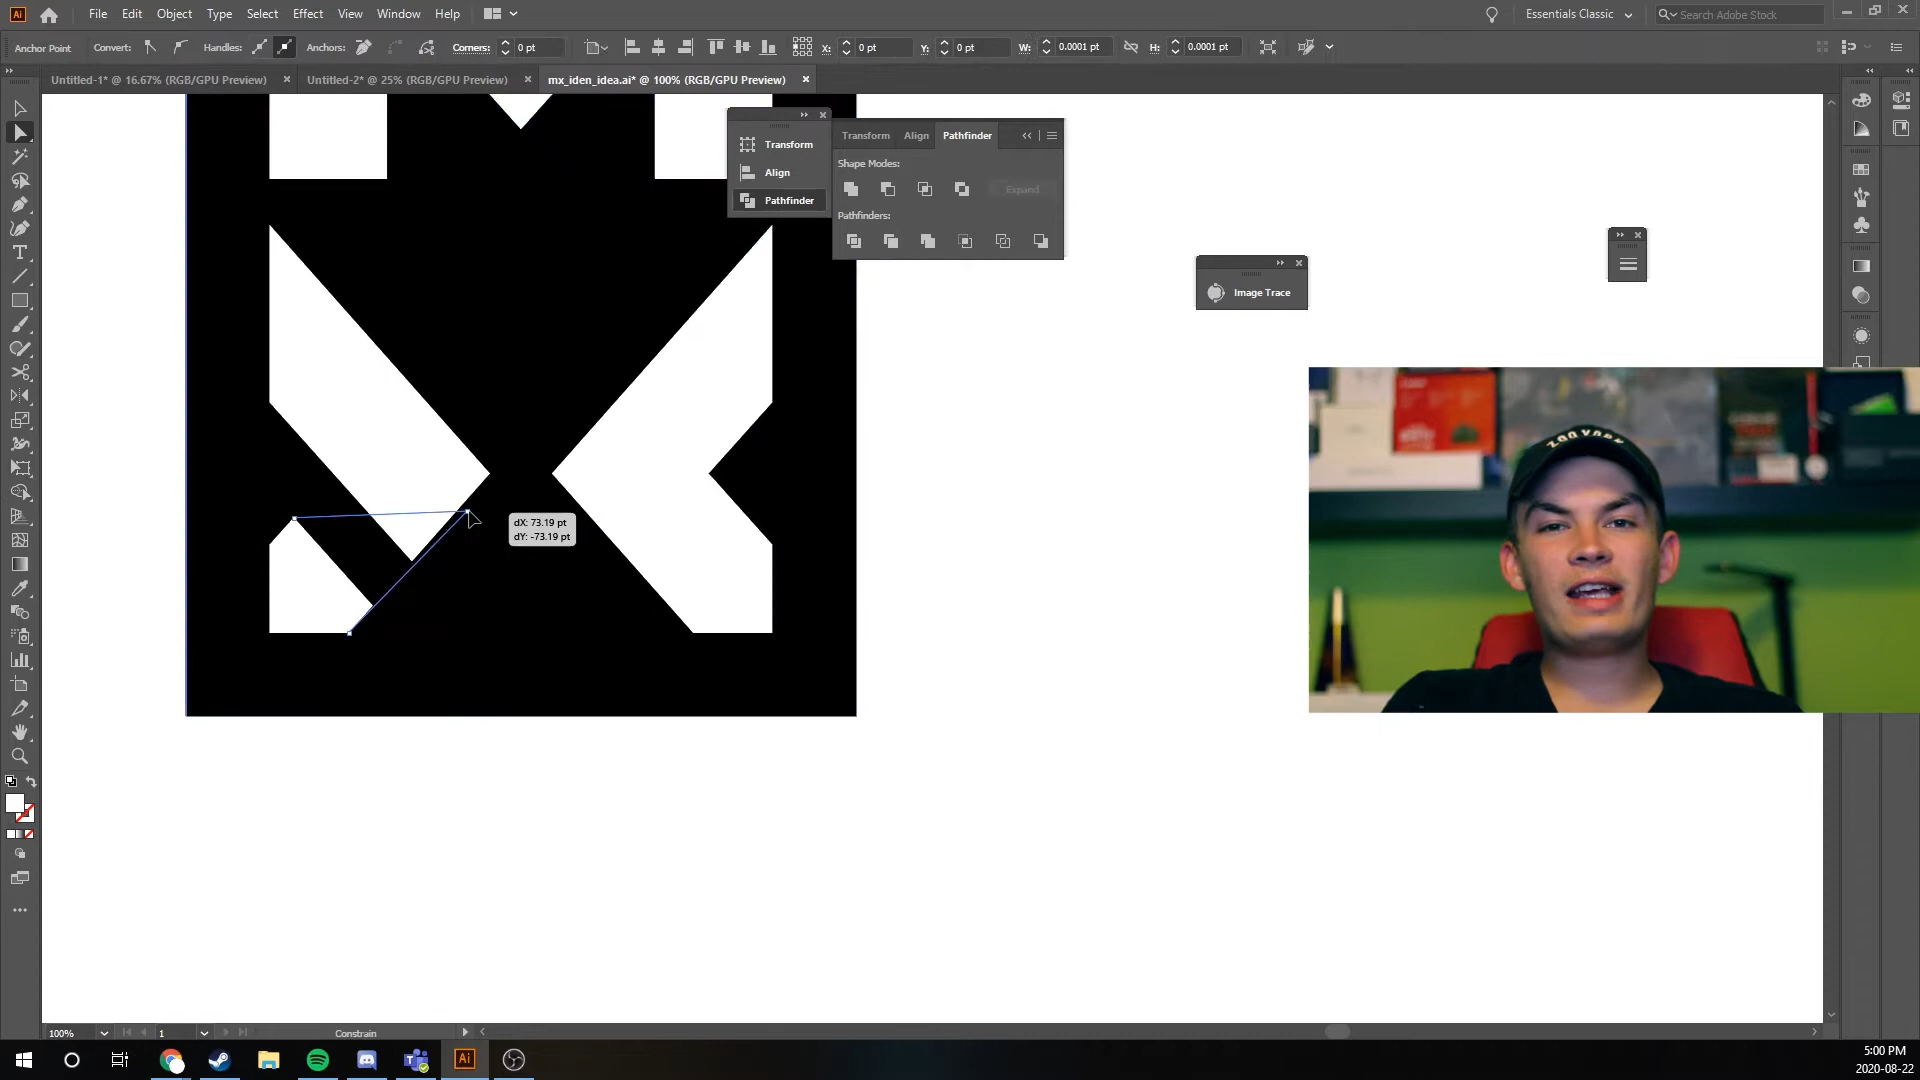 Ai File Edit Object Type Select Effect View Window Help Essentials Classic Search Adobe Stock
Anchor Point Convert: Handles: Anchors: Corners: 0 pt X: 0 pt Y: 0 pt W: 0.0001 pt H: 0.0001 pt
Untitled-1* @ 16.67% (RGB/GPU Preview) Untitled-2* @ 25% (RGB/GPU Preview) mx_iden_idea.ai* @ 100% (RGB/GPU Preview)
Transform
Align
Pathfinder
Transform Align Pathfinder
Shape Modes:
Expand
Pathfinders:
Image Trace
ZOO YORK
dX: 73.19 pt
dY: -73.19 pt
100% 1 Constrain
Ai
5:00 PM
2020-08-22